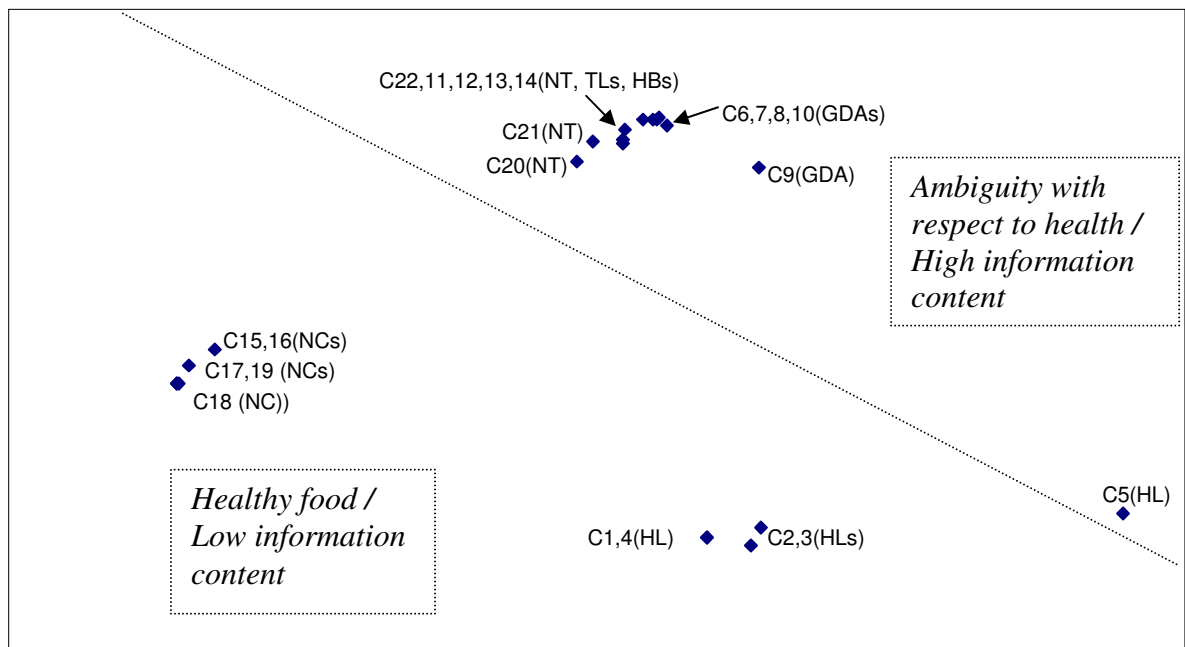 C22,11,12,13,14(NT, TLs, HBs)
C6,7,8,10(GDAs)
C21(NT)
C20(NT)
C9(GDA)
Ambiguity with
respect to health /
High information
content
C15,16(NCs)
C17,19 (NCs)
C18 (NC))
Healthy food /
Low information
content
C5(HL)
C1,4(HL)
C2,3(HLs)